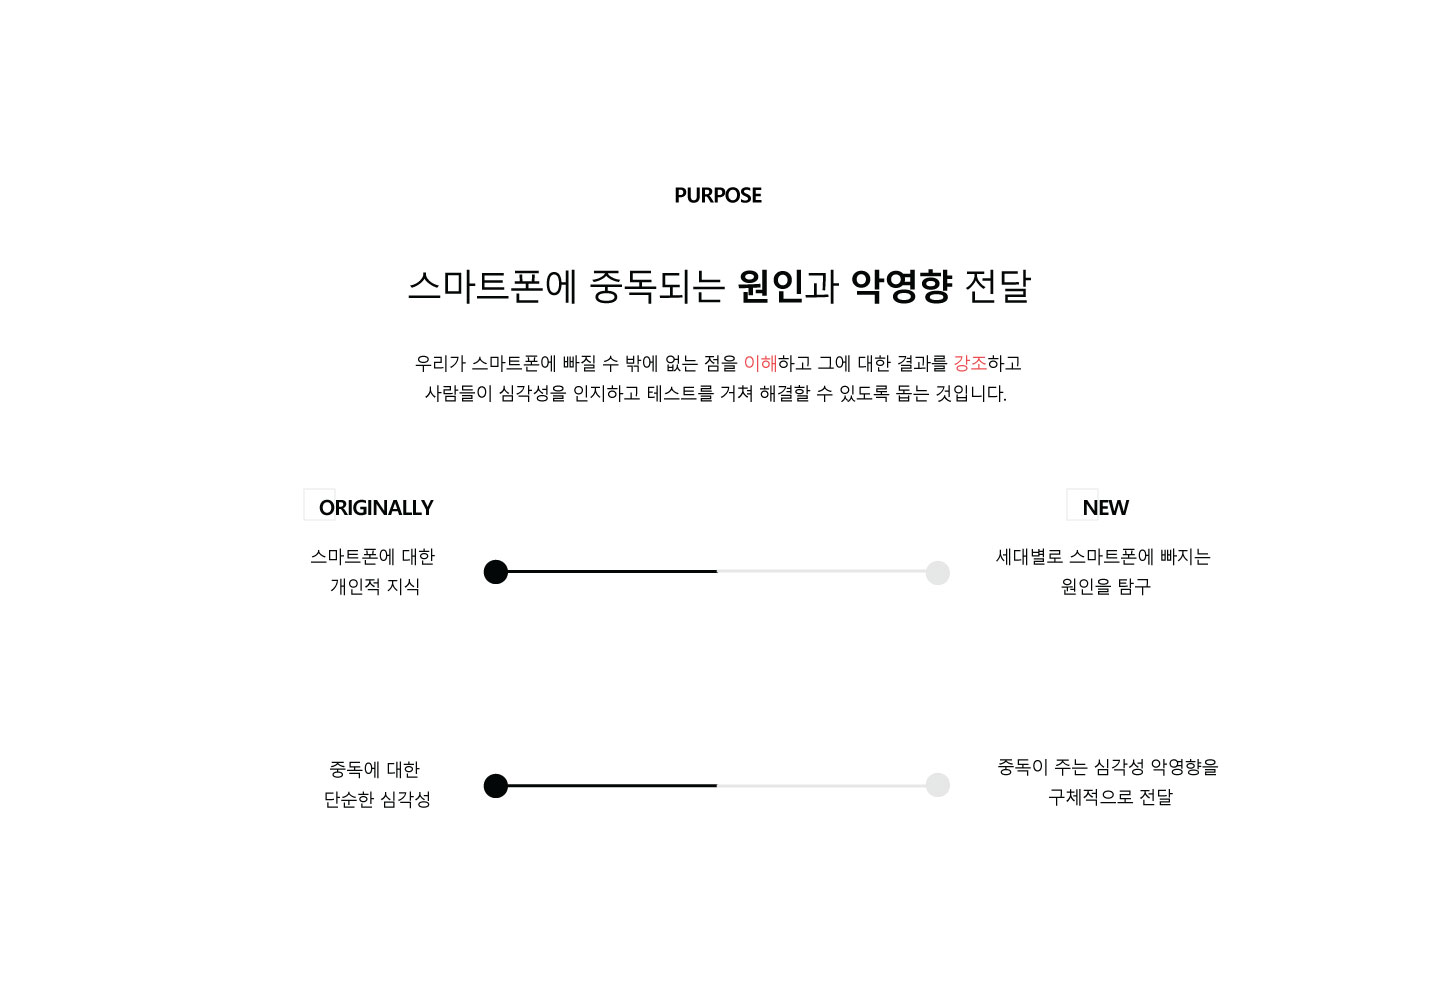 PURPOSE
스마트폰에 중독되는 원인과 악영향 전달
우리가 스마트폰에 빠질 수 밖에 없는 점을 이해하고 그에 대한 결과를 강조하고
사람들이 심각성을 인지하고 테스트를 거쳐 해결할 수 있도록 돕는 것입니다.
ORIGINALLY
스마트폰에 대한
개인적 지식
NEW
세대별로 스마트폰에 빠지는
원인을 탐구
중독에 대한
단순한 심각성
중독이 주는 심각성 악영향을
구체적으로 전달